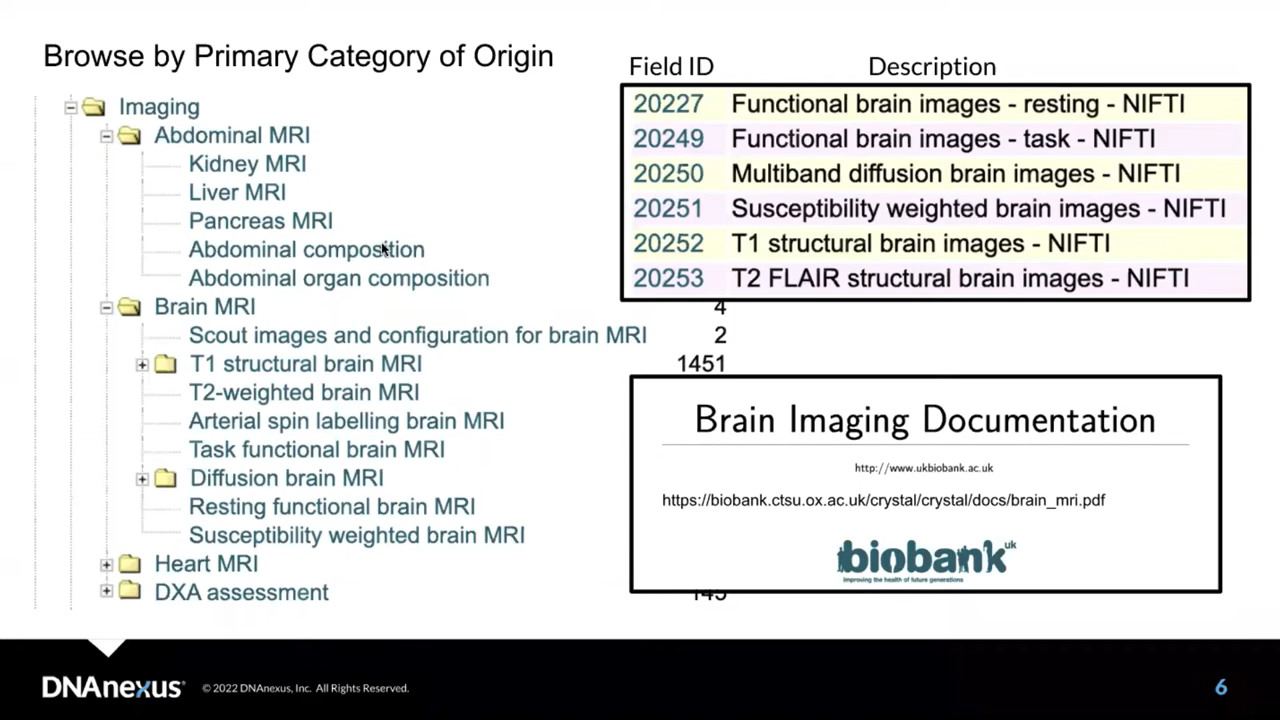 Browse by Primary Category of Origin
Imaging
Abdominal MRI
Kidney MRI
Liver MRI
Pancreas MRI
Abdominal composition
Abdominal organ composition
Brain MRI 4
Scout images and configuration for brain MRI 2
T1 structural brain MRI 1451
T2-weighted brain MRI
Arterial spin labelling brain MRI
Task functional brain MRI
Diffusion brain MRI
Resting functional brain MRI
Susceptibility weighted brain MRI
Heart MRI
DXA assessment 145
Field ID Description
20227 Functional brain images - resting - NIFTI
20249 Functional brain images - task - NIFTI
20250 Multiband diffusion brain images - NIFTI
20251 Susceptibility weighted brain images - NIFTI
20252 T1 structural brain images - NIFTI
20253 T2 FLAIR structural brain images - NIFTI
Brain Imaging Documentation
http://www.ukbiobank.ac.uk
https://biobank.ctsu.ox.ac.uk/crystal/crystal/docs/brain_mri.pdf
biobank uk
Improving the health of future generations
DNAnexus © 2022 DNAnexus, Inc. All Rights Reserved. 6